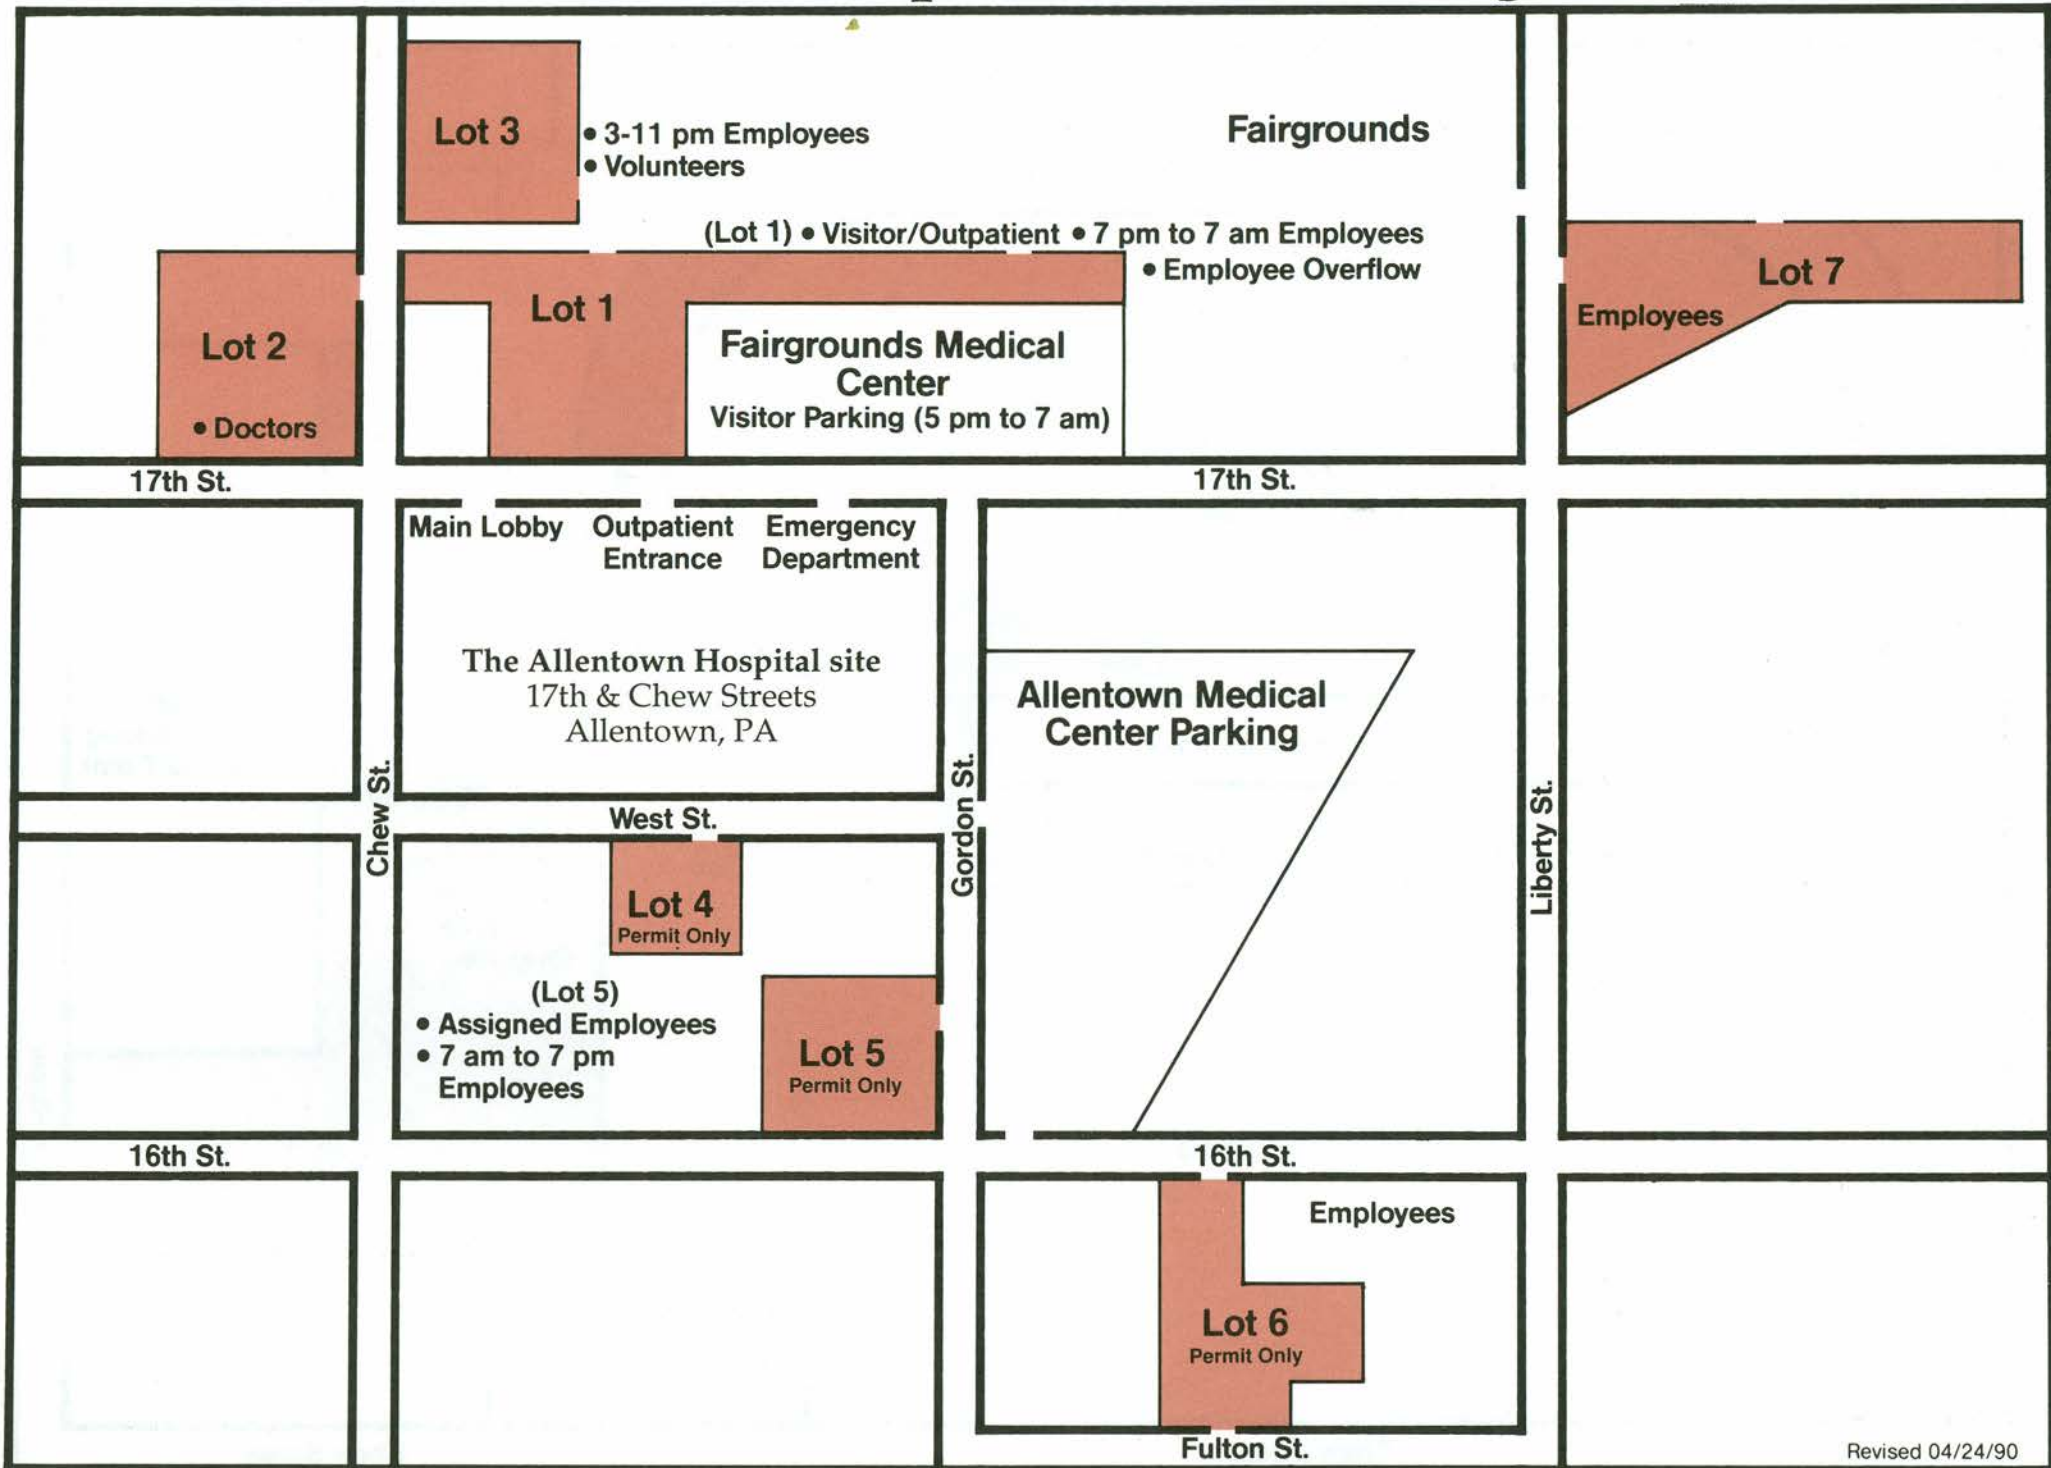 Lot 3
• 3-11 pm Employees
• Volunteers
Fairgrounds
(Lot 1) • Visitor/Outpatient • 7 pm to 7 am Employees
• Employee Overflow
Lot 7
Employees
Lot 1
Lot 2
• Doctors
Fairgrounds Medical
Center
Visitor Parking (5 pm to 7 am)
17th St.
17th St.
Main Lobby
Outpatient
Entrance
Emergency
Department
The Allentown Hospital site
17th & Chew Streets
Allentown, PA
Allentown Medical
Center Parking
Chew St.
West St.
Gordon St.
Liberty St.
Lot 4
Permit Only
(Lot 5)
• Assigned Employees
• 7 am to 7 pm
Employees
Lot 5
Permit Only
16th St.
16th St.
Employees
Lot 6
Permit Only
Fulton St.
Revised 04/24/90